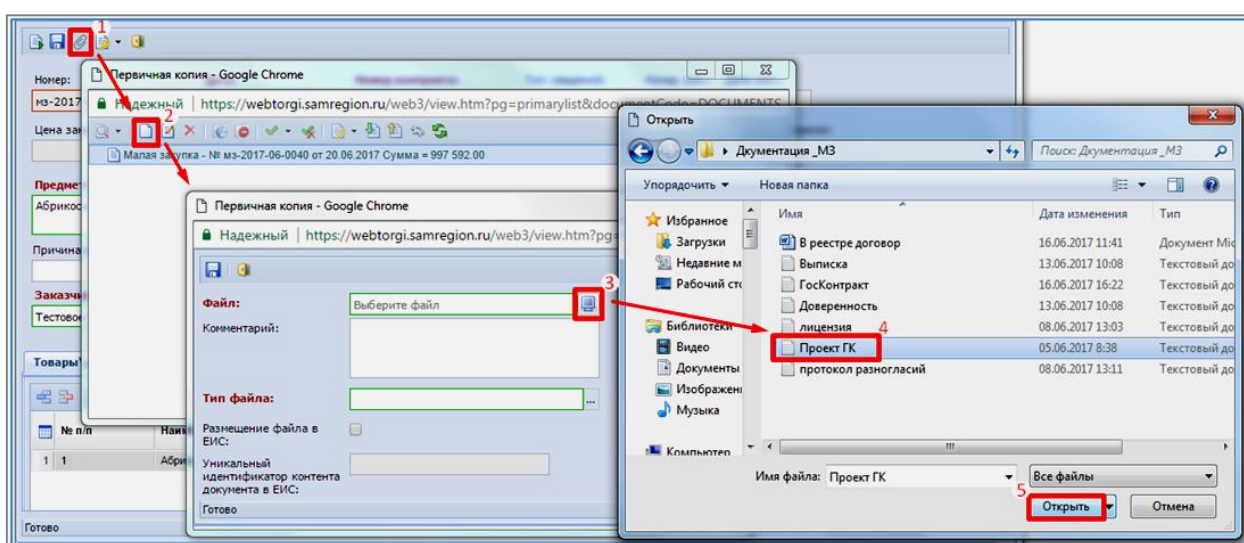 1
Номер:
мз-2017
Цена зак
Предме
Абрикос
Причина
Заказчи
Тестовое
Товары
№ п/п
Наим
1 1
Абри
Готово
Первичная копия - Google Chrome
Надежный | https://webtorgi.samregion.ru/web3/view.htm?pg=primarylist&documentCode=DOCUMENTS
2
Малая закупка - № мз-2017-06-0040 от 20.06.2017 Сумма = 997 592.00
Первичная копия - Google Chrome
Надежный | https://webtorgi.samregion.ru/web3/view.htm?pg=
Файл:
Выберите файл
3
Комментарий:
Тип файла:
...
Размещение файла в
ЕИС:
Уникальный
идентификатор контента
документа в ЕИС:
Готово
Открыть
Дкументация _МЗ
Поиск: Дкументация _МЗ
Упорядочить
Новая папка
Избранное
Загрузки
Недавние м
Рабочий сто
Библиотеки
Видео
Документы
Изображени
Музыка
Компьютер
Имя
Дата изменения
Тип
В реестре договор 16.06.2017 11:41 Документ Mic
Выписка 13.06.2017 10:08 Текстовый до
ГосКонтракт 16.06.2017 16:22 Текстовый до
Доверенность 13.06.2017 10:08 Текстовый до
лицензия 08.06.2017 13:03 Текстовый до
4
Проект ГК 05.06.2017 8:38 Текстовый до
протокол разногласий 08.06.2017 13:11 Текстовый до
Имя файла: Проект ГК
Все файлы
5
Открыть
Отмена